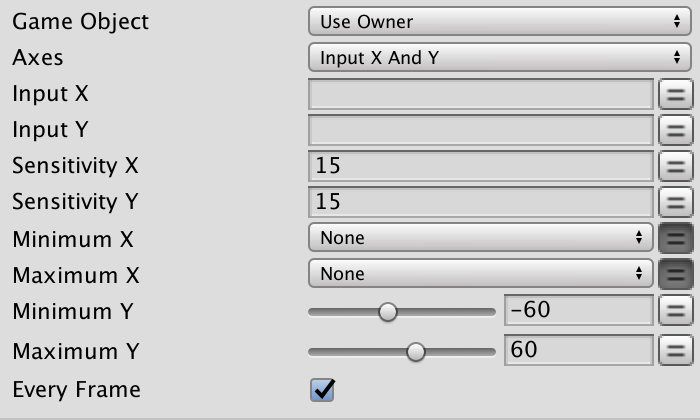 Game Object Use Owner
Axes Input X And Y
Input X
Input Y
Sensitivity X 15
Sensitivity Y 15
Minimum X None
Maximum X None
Minimum Y -60
Maximum Y 60
Every Frame